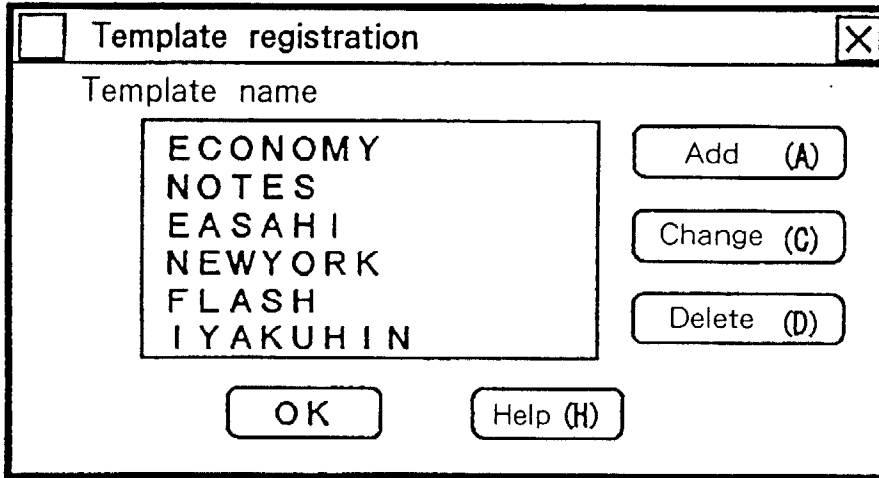 Template registration
Template name
ECONOMY
NOTES
EASAHI
NEWYORK
FLASH
IYAKUHIN
Add (A)
Change (C)
Delete (D)
OK
Help (H)